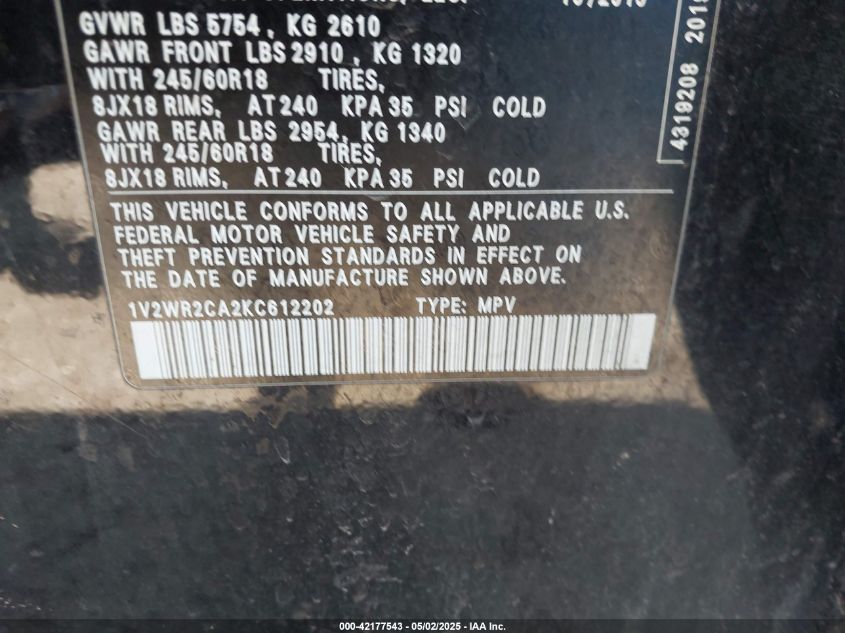 GVWR LBS 5754, KG 2610
GAWR FRONT LBS 2910, KG 1320
WITH 245/60R18 TIRES,
8JX18 RIMS, AT 240 KPA 35 PSI COLD
GAWR REAR LBS 2954, KG 1340
WITH 245/60R18 TIRES,
8JX18 RIMS, AT 240 KPA 35 PSI COLD
THIS VEHICLE CONFORMS TO ALL APPLICABLE U.S.
FEDERAL MOTOR VEHICLE SAFETY AND
THEFT PREVENTION STANDARDS IN EFFECT ON
THE DATE OF MANUFACTURE SHOWN ABOVE.
1V2WR2CA2KC612202 TYPE: MPV
4319208
000-42177543 - 05/02/2025 - IAA Inc.